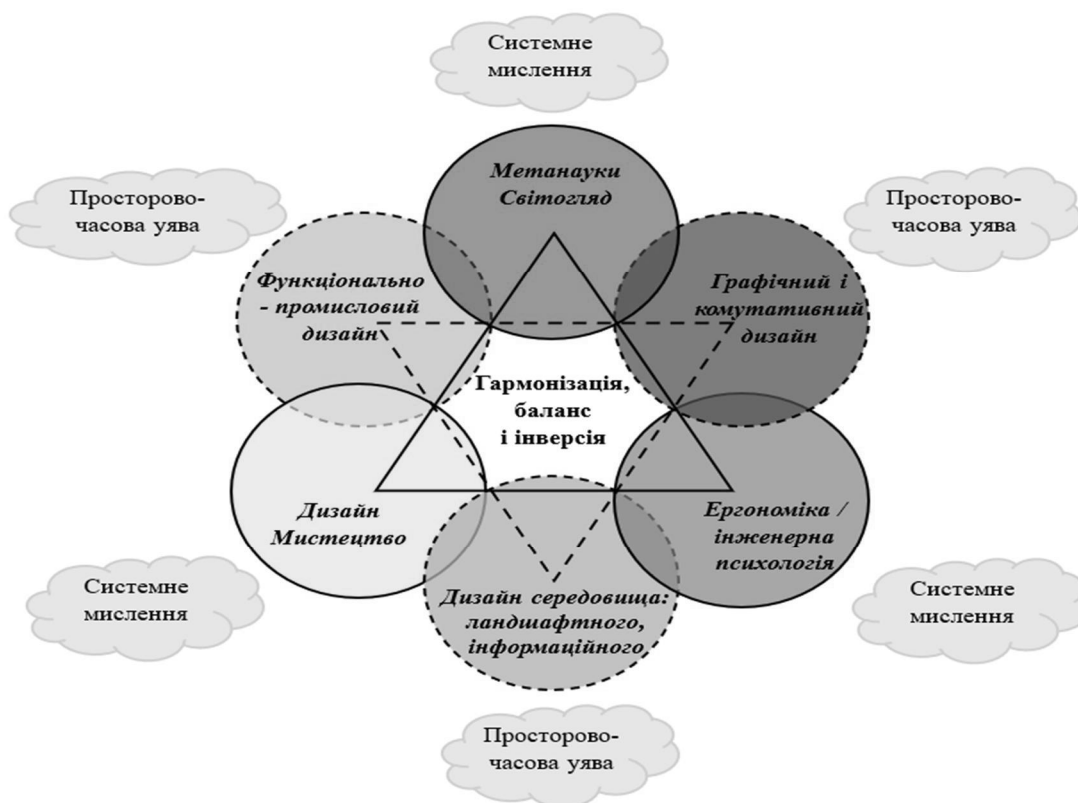 Системне
мислення
Метанауки
Світогляд
Просторово-
часова уява
Просторово-
часова уява
Функціонально
- промисловий
дизайн
Графічний і
комутативний
дизайн
Гармонізація,
баланс
і інверсія
Дизайн
Мистецтво
Ергономіка /
інженерна
психологія
Системне
мислення
Дизайн середовища:
ландшафтного,
інформаційного
Системне
мислення
Просторово-
часова уява